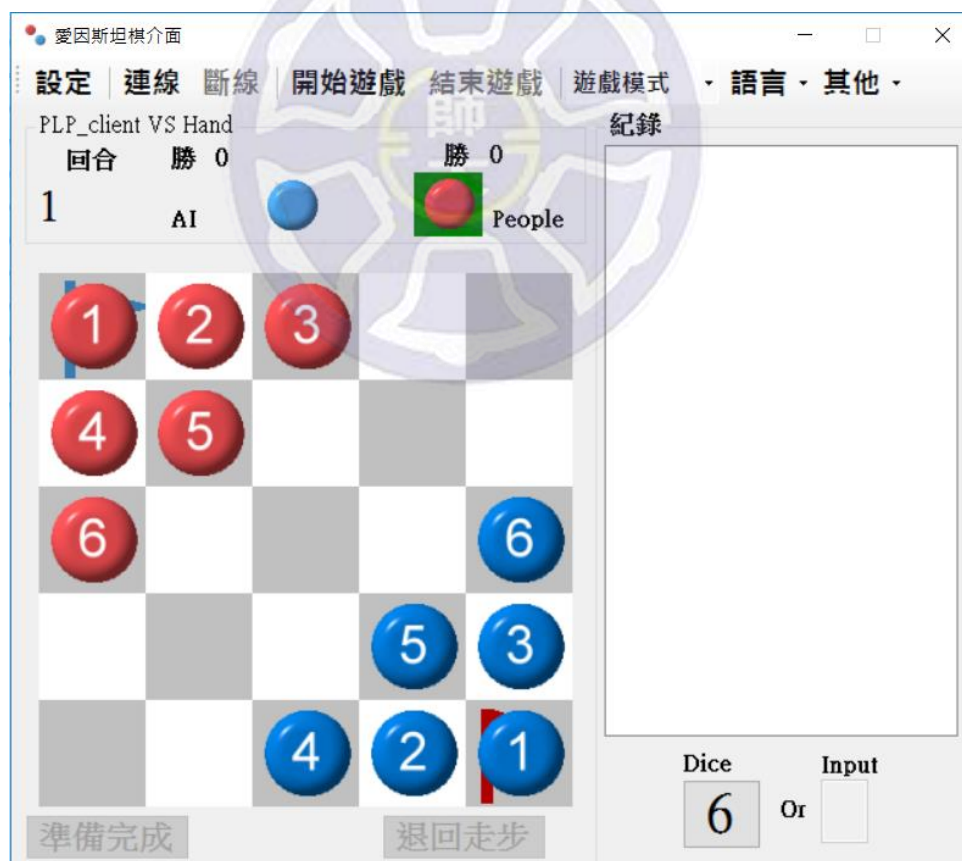 愛因斯坦棋介面
設定 連線 斷線 開始遊戲 結束遊戲 遊戲模式 語言 其他
PLP_client VS Hand
紀錄
回合 勝 0 勝 0
1 AI People
1 2 3
4 5
6 6
5 3
4 2 1
Dice Input
6 Or
準備完成 退回走步